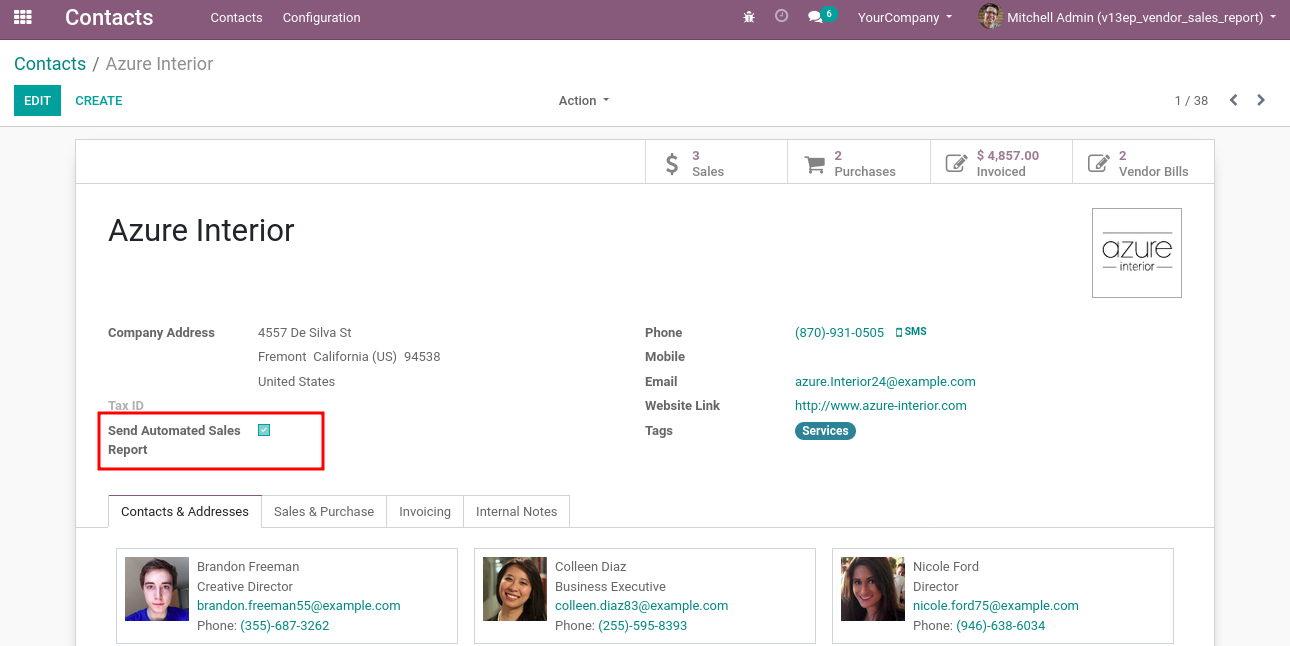 Contacts Contacts Configuration 6 YourCompany Mitchell Admin (v13ep_vendor_sales_report)
Contacts / Azure Interior
EDIT CREATE Action 1 / 38
3 2 $ 4,857.00 2
Sales Purchases Invoiced Vendor Bills
Azure Interior
azure
interior
Company Address 4557 De Silva St Phone (870)-931-0505 SMS
Fremont California (US) 94538 Mobile
United States Email azure.Interior24@example.com
Tax ID Website Link http://www.azure-interior.com
Send Automated Sales Tags Services
Report
Contacts & Addresses Sales & Purchase Invoicing Internal Notes
Brandon Freeman Colleen Diaz Nicole Ford
Creative Director Business Executive Director
brandon.freeman55@example.com colleen.diaz83@example.com nicole.ford75@example.com
Phone: (355)-687-3262 Phone: (255)-595-8393 Phone: (946)-638-6034